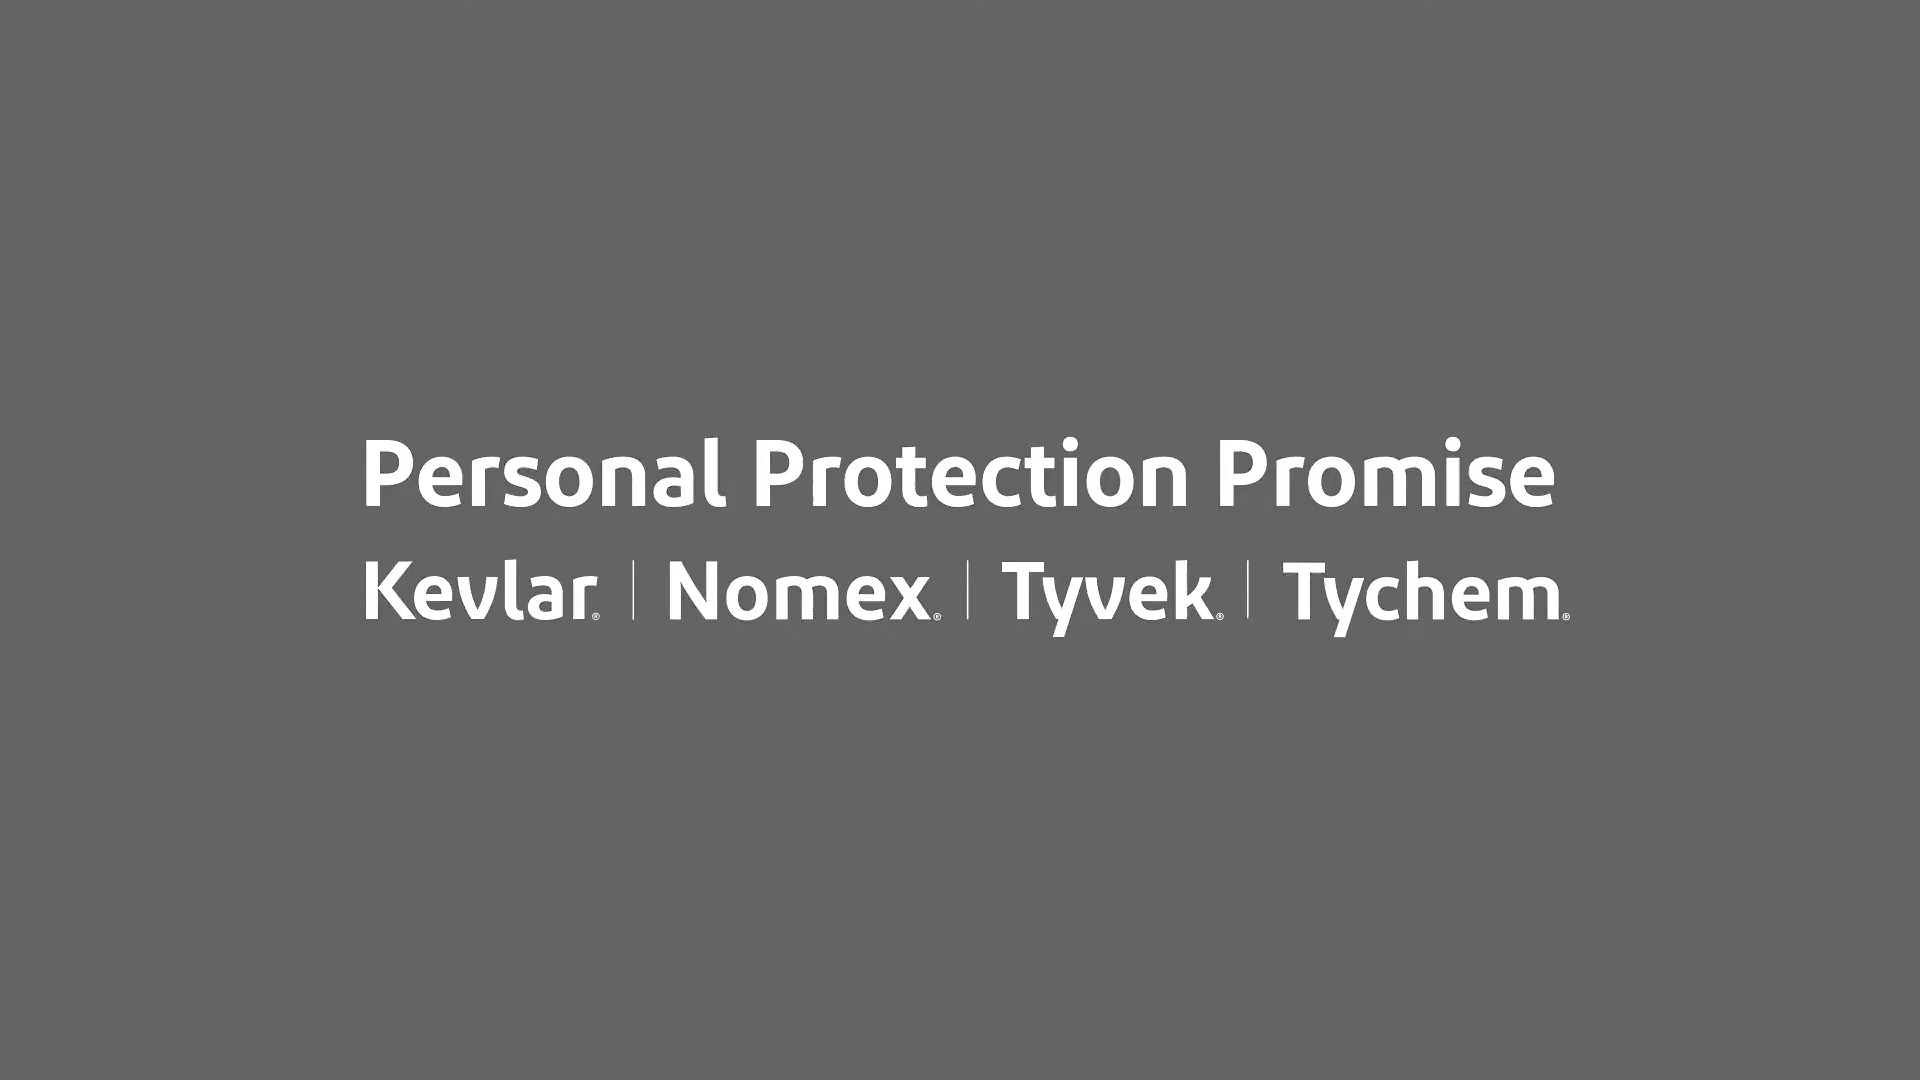 Personal Protection Promise
Kevlar® | Nomex® | Tyvek® | Tychem®